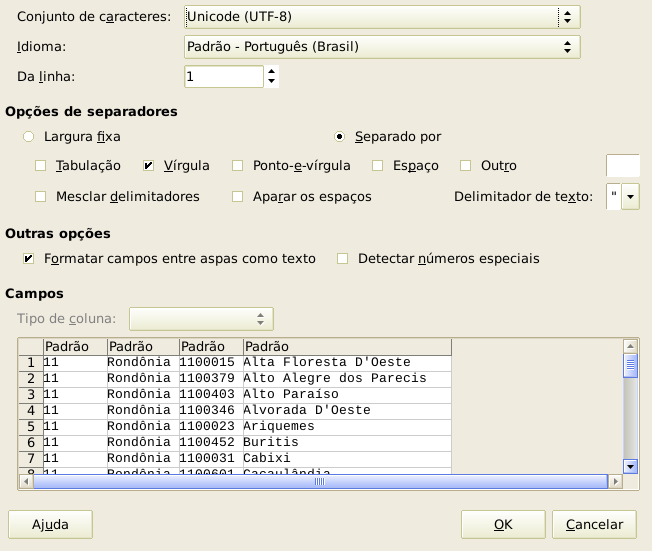 Conjunto de caracteres: Unicode (UTF-8)
Idioma: Padrão - Português (Brasil)
Da linha: 1
Opções de separadores
Largura fixa Separado por
Tabulação Vírgula Ponto-e-vírgula Espaço Outro
Mesclar delimitadores Aparar os espaços Delimitador de texto: "
Outras opções
Formatar campos entre aspas como texto Detectar números especiais
Campos
Tipo de coluna:
Padrão Padrão Padrão Padrão
1 11 Rondônia 1100015 Alta Floresta D'Oeste
2 11 Rondônia 1100379 Alto Alegre dos Parecis
3 11 Rondônia 1100403 Alto Paraíso
4 11 Rondônia 1100346 Alvorada D'Oeste
5 11 Rondônia 1100023 Ariquemes
6 11 Rondônia 1100452 Buritis
7 11 Rondônia 1100031 Cabixi
8 11 Rondônia 1100601 Cacaulândia
Ajuda OK Cancelar